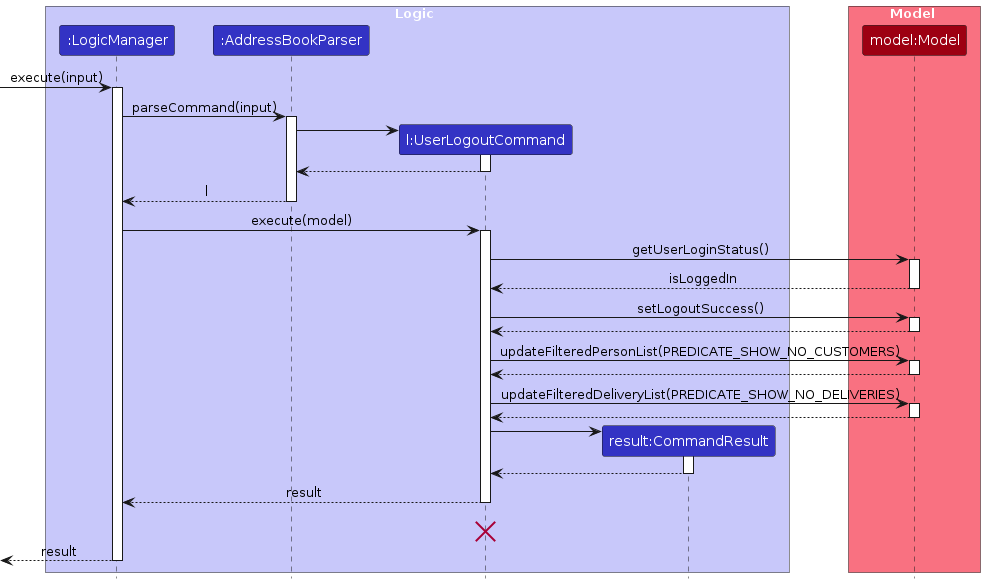 Logic
Model
:LogicManager
:AddressBookParser
model:Model
execute(input)
parseCommand(input)
l:UserLogoutCommand
l
execute(model)
getUserLoginStatus()
isLoggedIn
setLogoutSuccess()
updateFilteredPersonList(PREDICATE_SHOW_NO_CUSTOMERS)
updateFilteredDeliveryList(PREDICATE_SHOW_NO_DELIVERIES)
result:CommandResult
result
result